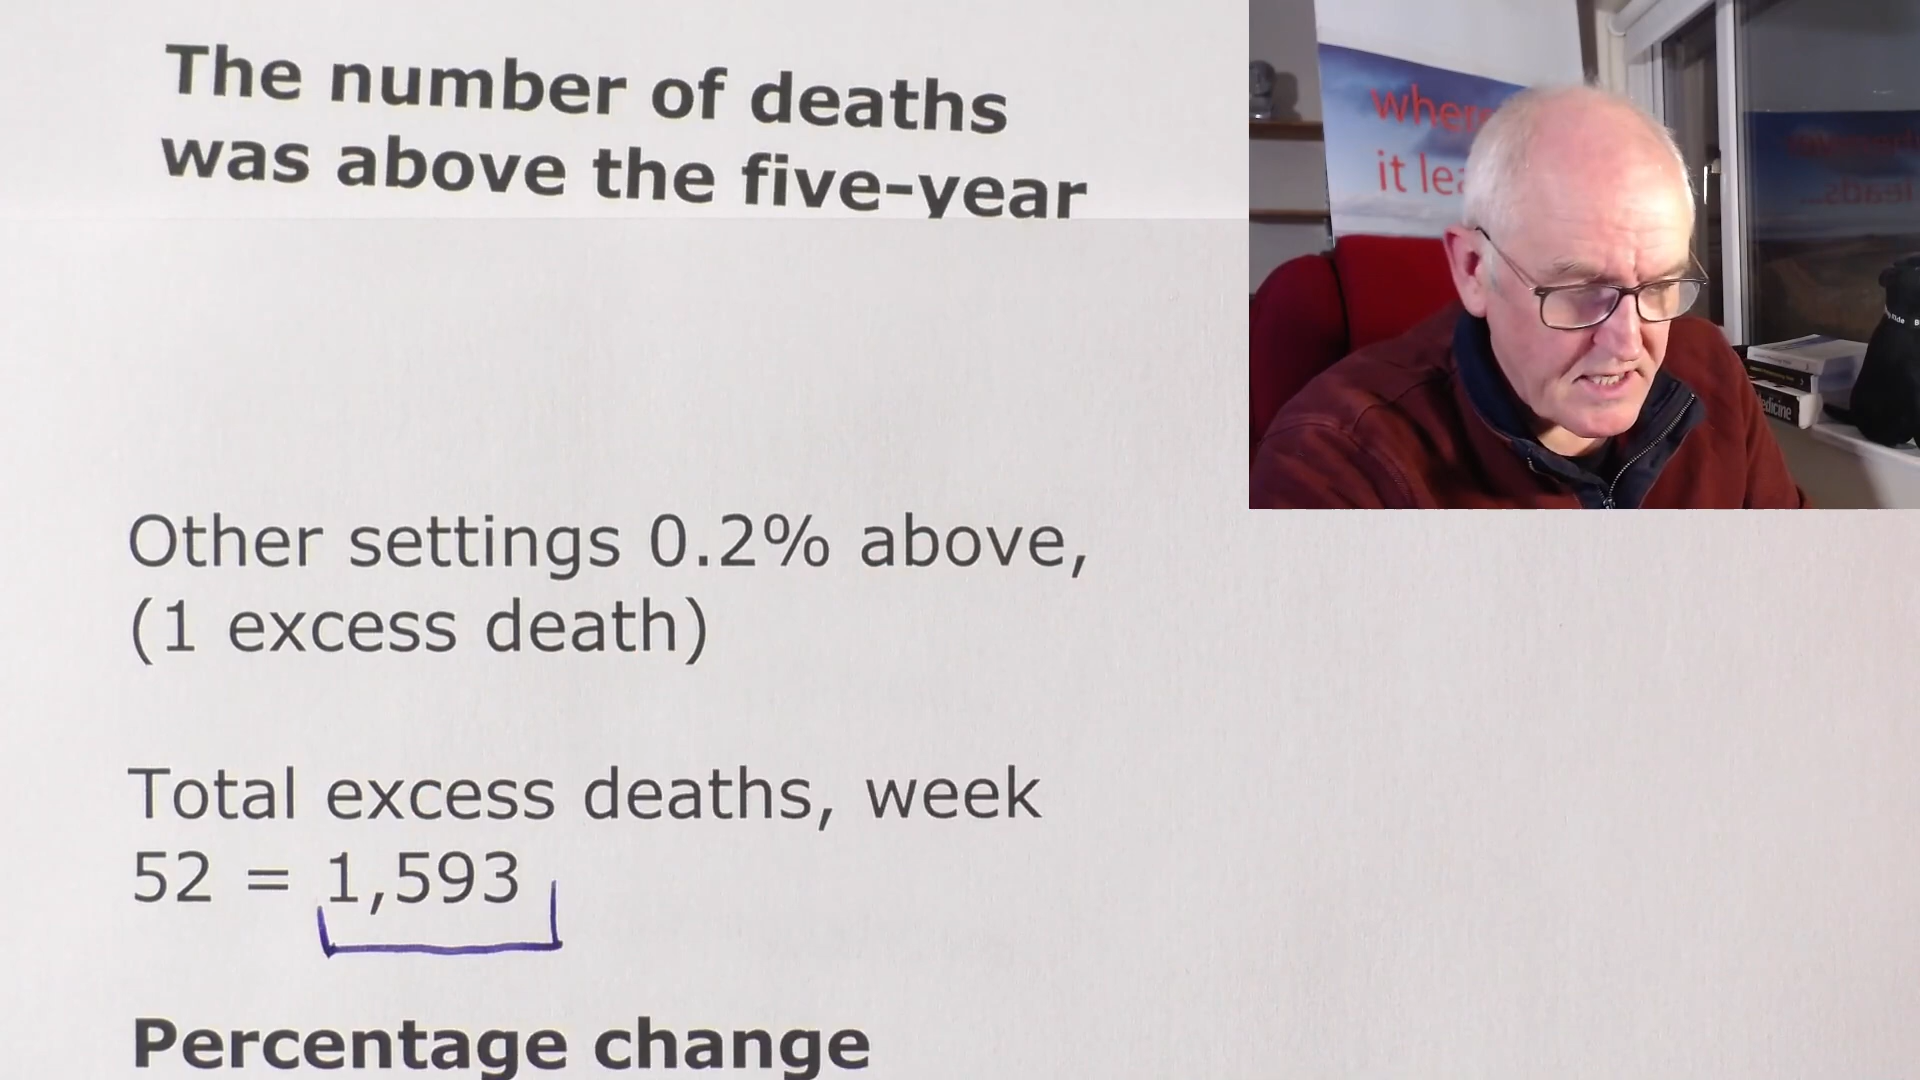 The number of deaths
was above the five-year
Other settings 0.2% above,
(1 excess death)
Total excess deaths, week
52 = 1,593
Percentage change
it